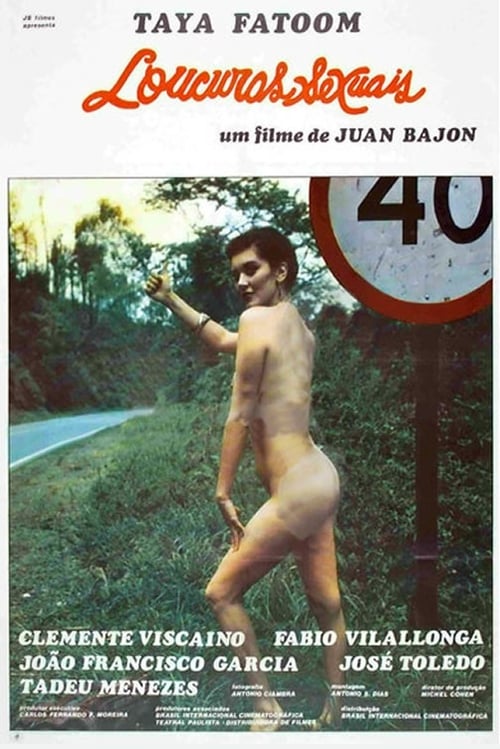 JB filmes
apresenta
TAYA FATOOM
Loucuras sexuais
um filme de JUAN BAJON
40
CLEMENTE VISCAINO FABIO VILALLONGA
JOÃO FRANCISCO GARCIA JOSÉ TOLEDO
TADEU MENEZES
fotografia
ANTONIO CIAMBRA
montagem
ANTONIO S. DIAS
diretor de produção
MICHEL COHEN
produtor executivo
CARLOS FERNANDO P. MOREIRA
produtores associados
BRASIL INTERNACIONAL CINEMATOGRÁFICA
TEATRAL PAULISTA - DISTRIBUIDORA DE FILMES
distribuição
BRASIL INTERNACIONAL CINEMATOGRÁFICA